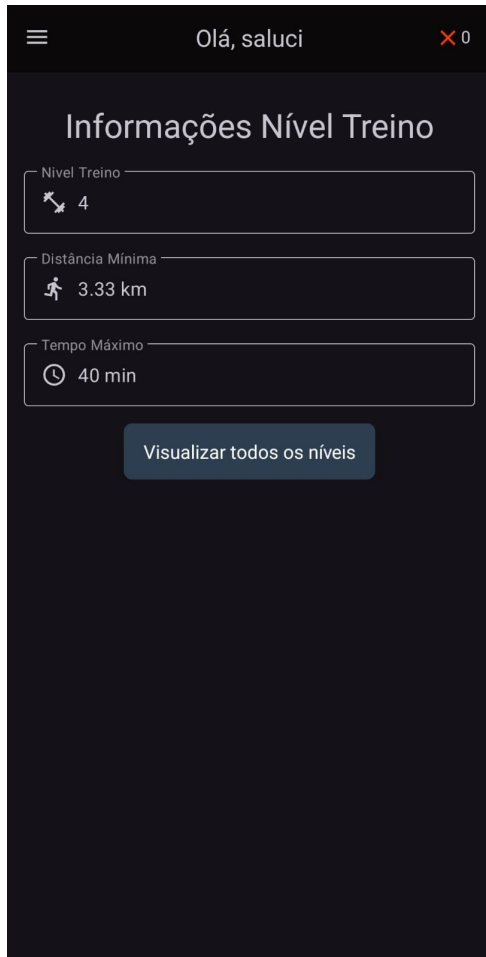 Olá, saluci
0
Informações Nível Treino
Nivel Treino
4
Distância Mínima
3.33 km
Tempo Máximo
40 min
Visualizar todos os níveis